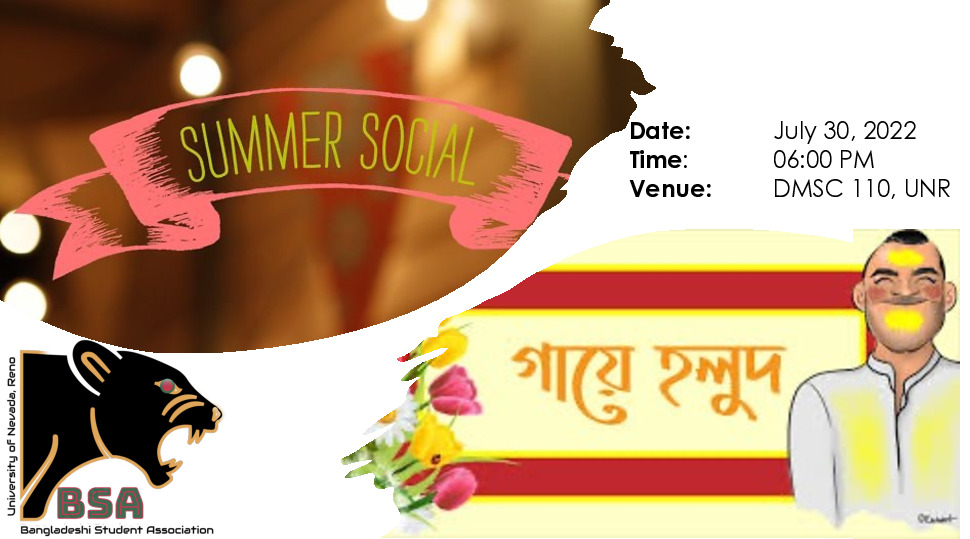 SUMMER SOCIAL
Date: July 30, 2022
Time: 06:00 PM
Venue: DMSC 110, UNR
গায়ে হলুদ
University of Nevada, Reno
BSA
Bangladeshi Student Association